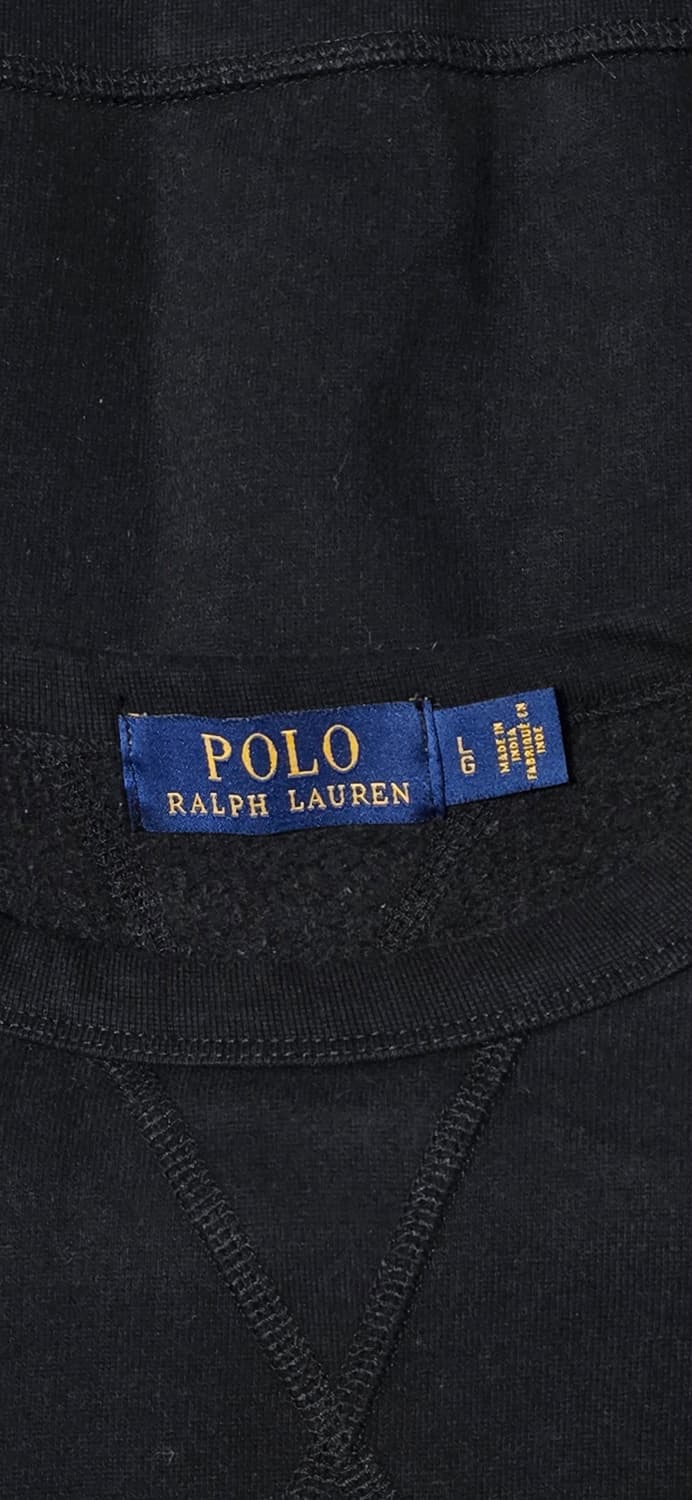 POLO
RALPH LAUREN
L
G
MADE IN
INDIA
FABRIQUÉ EN
INDE